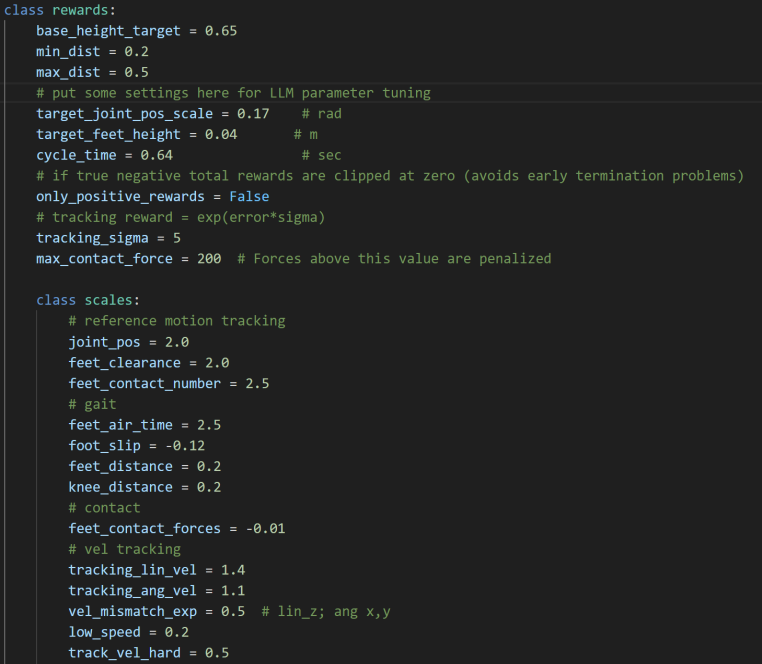 class rewards:
    base_height_target = 0.65
    min_dist = 0.2
    max_dist = 0.5
    # put some settings here for LLM parameter tuning
    target_joint_pos_scale = 0.17    # rad
    target_feet_height = 0.04       # m
    cycle_time = 0.64                # sec
    # if true negative total rewards are clipped at zero (avoids early termination problems)
    only_positive_rewards = False
    # tracking reward = exp(error*sigma)
    tracking_sigma = 5
    max_contact_force = 200  # Forces above this value are penalized

    class scales:
        # reference motion tracking
        joint_pos = 2.0
        feet_clearance = 2.0
        feet_contact_number = 2.5
        # gait
        feet_air_time = 2.5
        foot_slip = -0.12
        feet_distance = 0.2
        knee_distance = 0.2
        # contact
        feet_contact_forces = -0.01
        # vel tracking
        tracking_lin_vel = 1.4
        tracking_ang_vel = 1.1
        vel_mismatch_exp = 0.5  # lin_z; ang x,y
        low_speed = 0.2
        track_vel_hard = 0.5